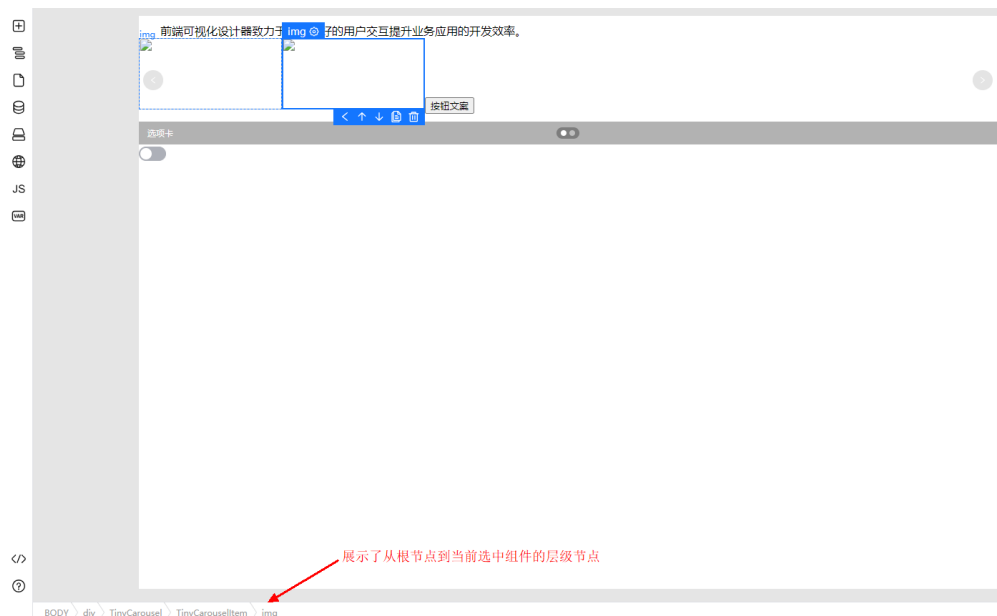 img 前端可视化设计器致力于 img 好的用户交互提升业务应用的开发效率。
按钮文案
选项卡
JS
VAR
展示了从根节点到当前选中组件的层级节点
BODY div TinyCarousel TinyCarouselItem img